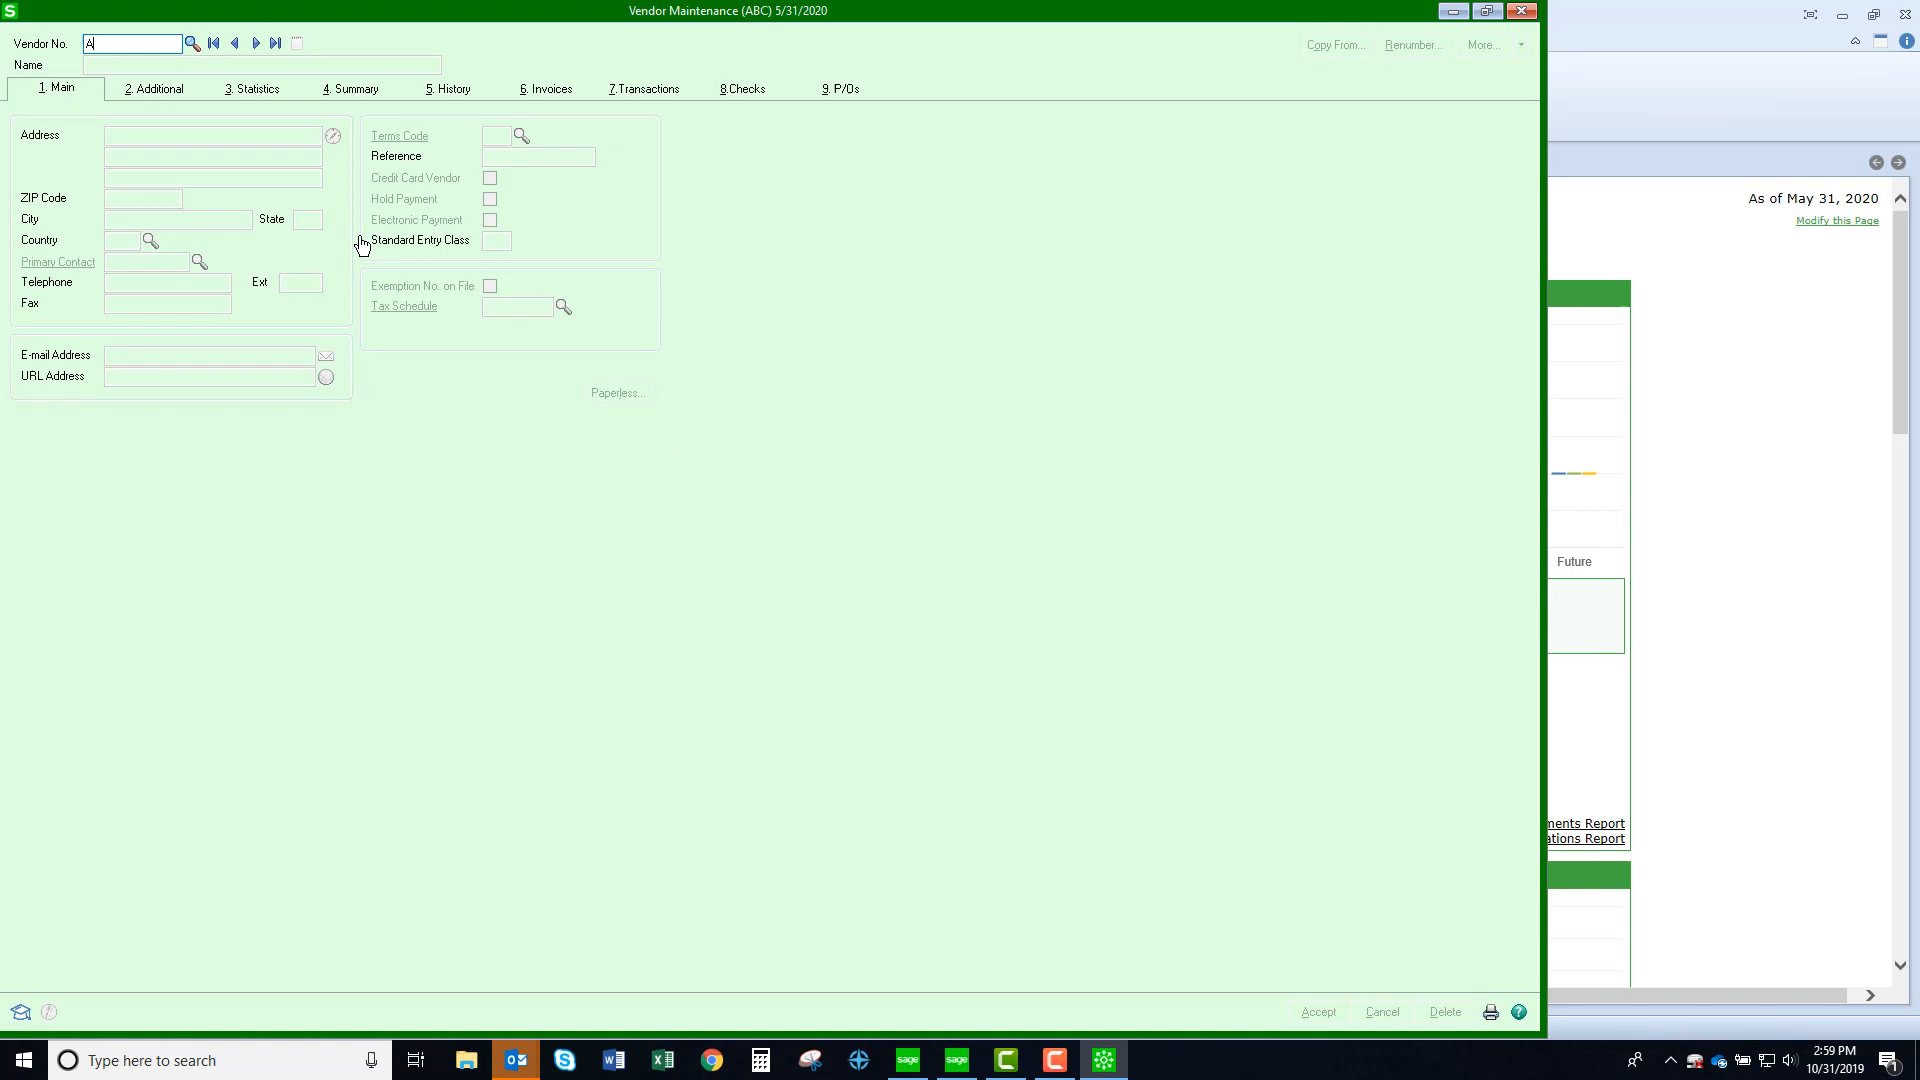 Vendor Maintenance (ABC) 5/31/2020
Vendor No. A
Copy From... Renumber... More...
Name
1. Main 2. Additional 3. Statistics 4. Summary 5. History 6. Invoices 7.Transactions 8.Checks 9. P/Os
Address
ZIP Code
City State
Country
Primary Contact
Telephone Ext
Fax
E-mail Address
URL Address
Terms Code
Reference
Credit Card Vendor
Hold Payment
Electronic Payment
Standard Entry Class
Exemption No. on File
Tax Schedule
Paperless...
As of May 31, 2020
Modify this Page
Future
ments Report
ations Report
Accept Cancel Delete
Type here to search
sage
sage
2:59 PM
10/31/2019
1